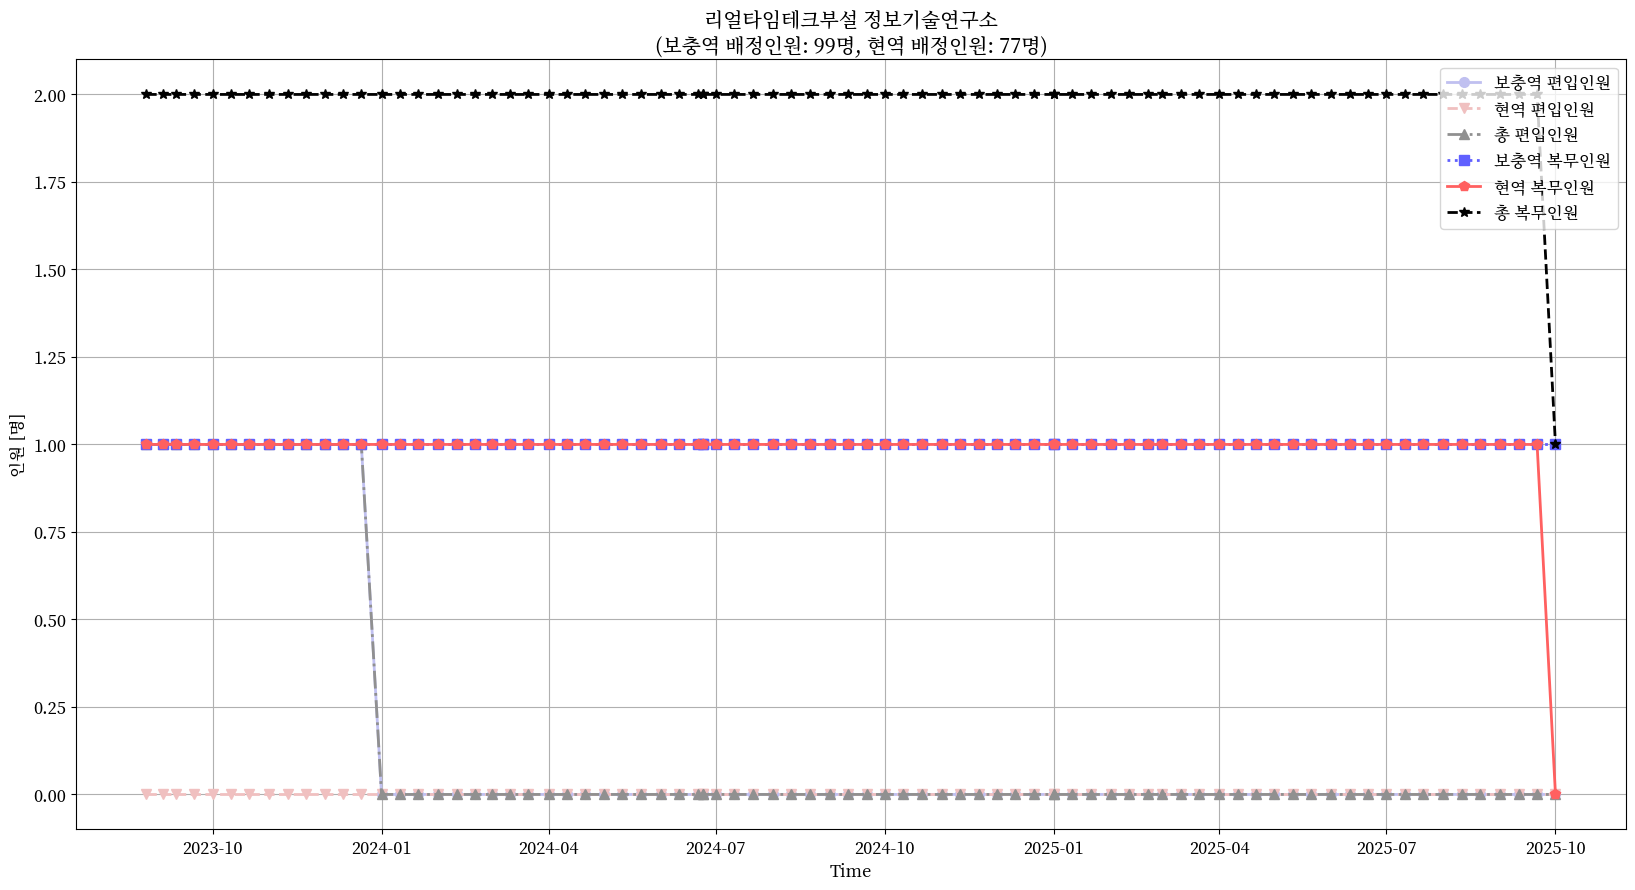 리얼타임테크부설 정보기술연구소
(보충역 배정인원: 99명, 현역 배정인원: 77명)
보충역 편입인원
현역 편입인원
총 편입인원
보충역 복무인원
현역 복무인원
총 복무인원
인원 [명]
2.00
1.75
1.50
1.25
1.00
0.75
0.50
0.25
0.00
2023-10
2024-01
2024-04
2024-07
2024-10
2025-01
2025-04
2025-07
2025-10
Time